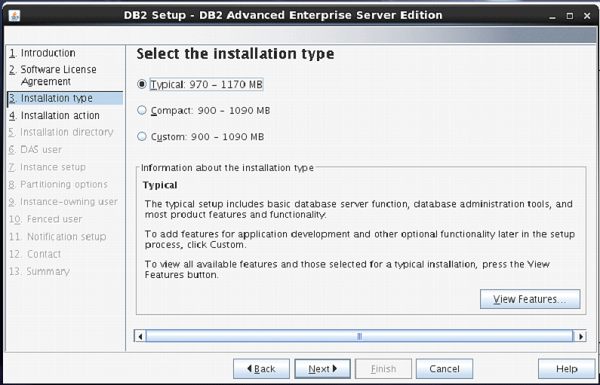 DB2 Setup - DB2 Advanced Enterprise Server Edition
1. Introduction
2. Software License
Agreement
3. Installation type
4. Installation action
5. Installation directory
6. DAS user
7. Instance setup
8. Partitioning options
9. Instance-owning user
10. Fenced user
11. Notification setup
12. Contact
13. Summary
Select the installation type
Typical: 970 - 1170 MB
Compact: 900 - 1090 MB
Custom: 900 - 1090 MB
Information about the installation type
Typical
The typical setup includes basic database server function, database administration tools, and
most product features and functionality.
To add features for application development and other optional functionality later in the setup
process, click Custom.
To view all available features and those selected for a typical installation, press the View
Features button.
View Features...
Back
Next
Finish
Cancel
Help